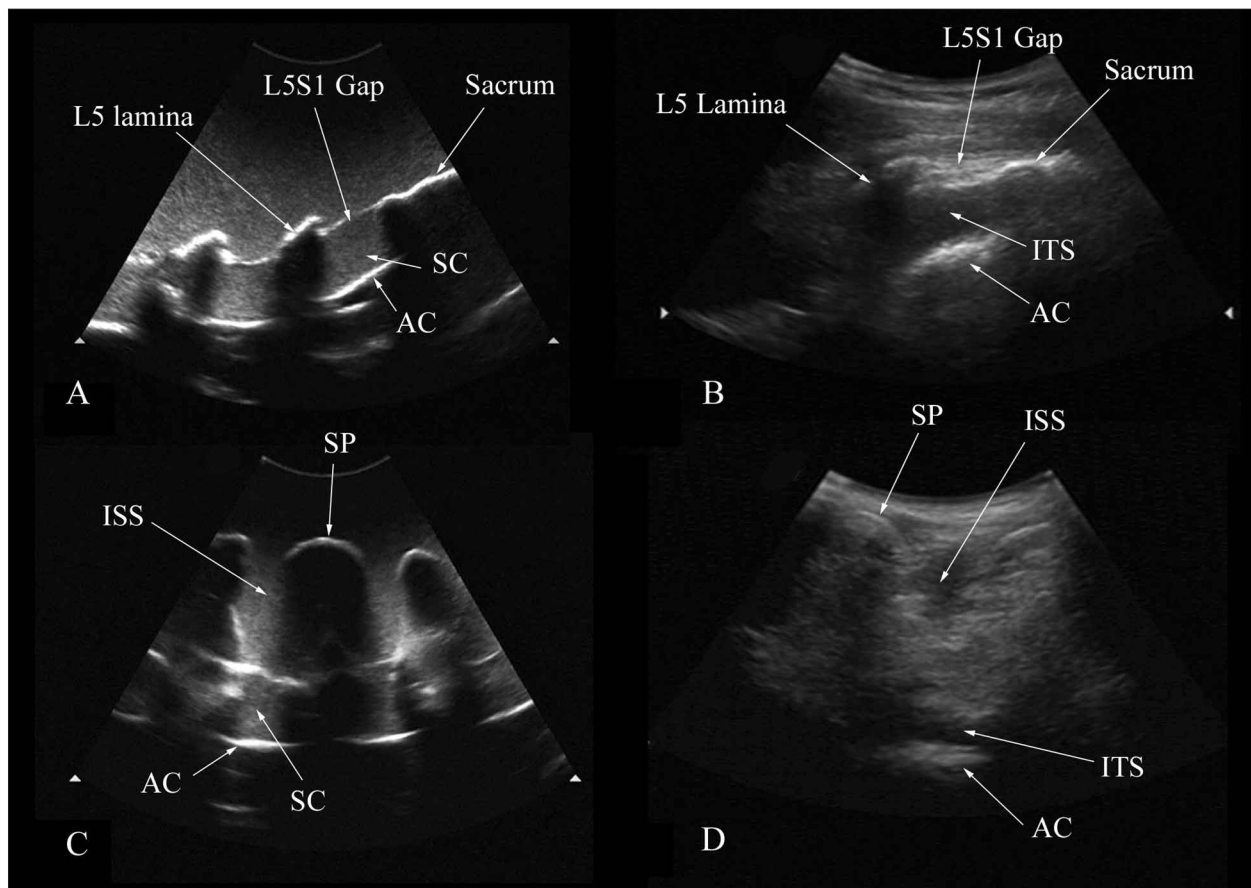 L5S1 Gap
Sacrum
L5 lamina
SC
AC
A
L5S1 Gap
Sacrum
L5 Lamina
ITS
AC
B
SP
ISS
AC
SC
C
SP
ISS
ITS
AC
D